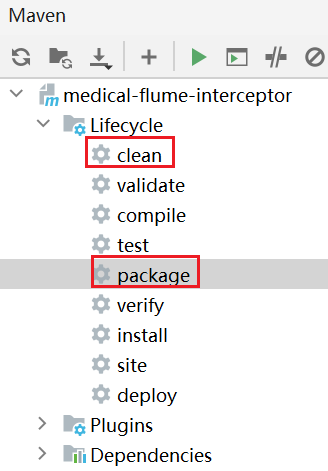 Maven
medical-flume-interceptor
Lifecycle
clean
validate
compile
test
package
verify
install
site
deploy
Plugins
Dependencies